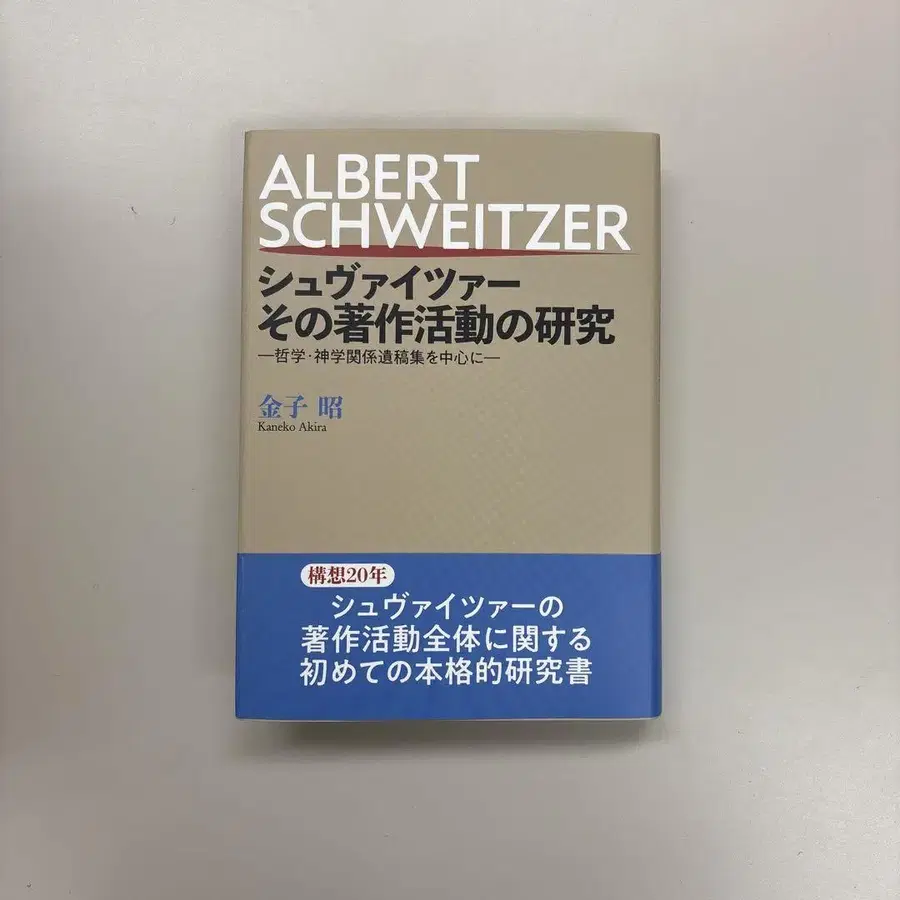 ALBERT
SCHWEITZER
シュヴァイツァー
その著作活動の研究
―哲学・神学関係遺稿集を中心に―
金子 昭
Kaneko Akira
構想20年
シュヴァイツァーの
著作活動全体に関する
初めての本格的研究書